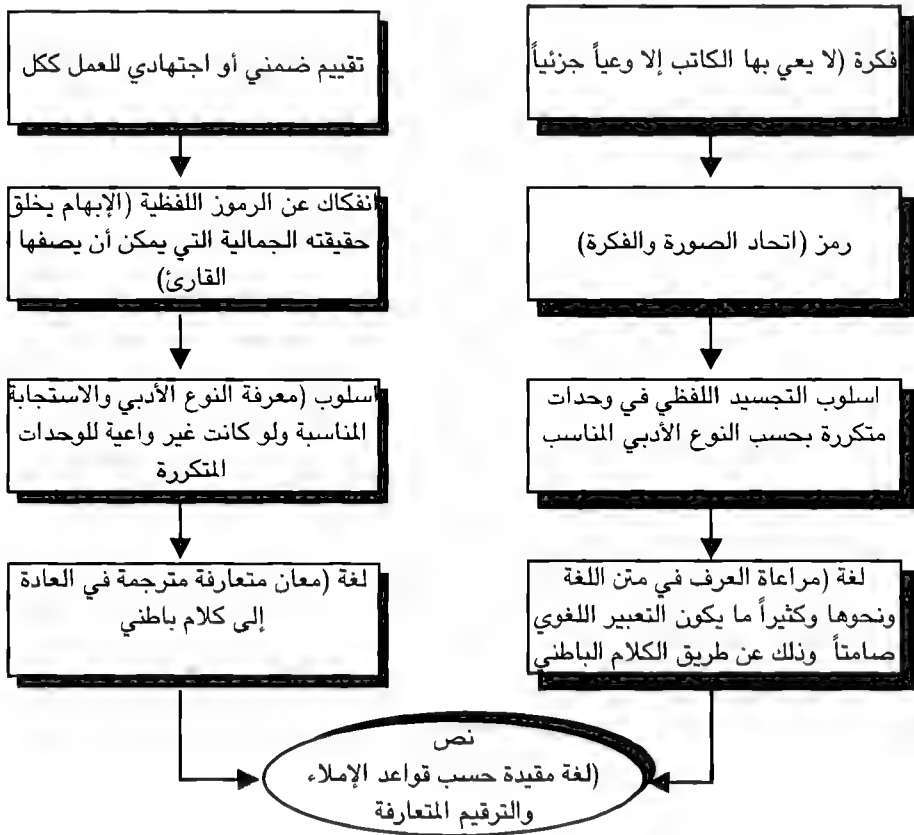 فكرة (لا يعي بها الكاتب إلا وعياً جزئياً
رمز (اتحاد الصورة والفكرة)
اسلوب التجسيد اللفظي في وحدات
متكررة بحسب النوع الأدبي المناسب
لغة (مراعاة العرف في متن اللغة
ونحوها وكثيراً ما يكون التعبير اللغوي
صامتاً وذلك عن طريق الكلام الباطني
تقييم ضمني أو اجتهادي للعمل ككل
انفكاك عن الرموز اللفظية (الإبهام يخلق
حقيقته الجمالية التي يمكن أن يصفها
القارئ)
اسلوب (معرفة النوع الأدبي والاستجابة
المناسبة ولو كانت غير واعية للوحدات
المتكررة
لغة (معان متعارفة مترجمة في العادة
إلى كلام باطني
نص
(لغة مقيدة حسب قواعد الإملاء
والترقيم المتعارفة